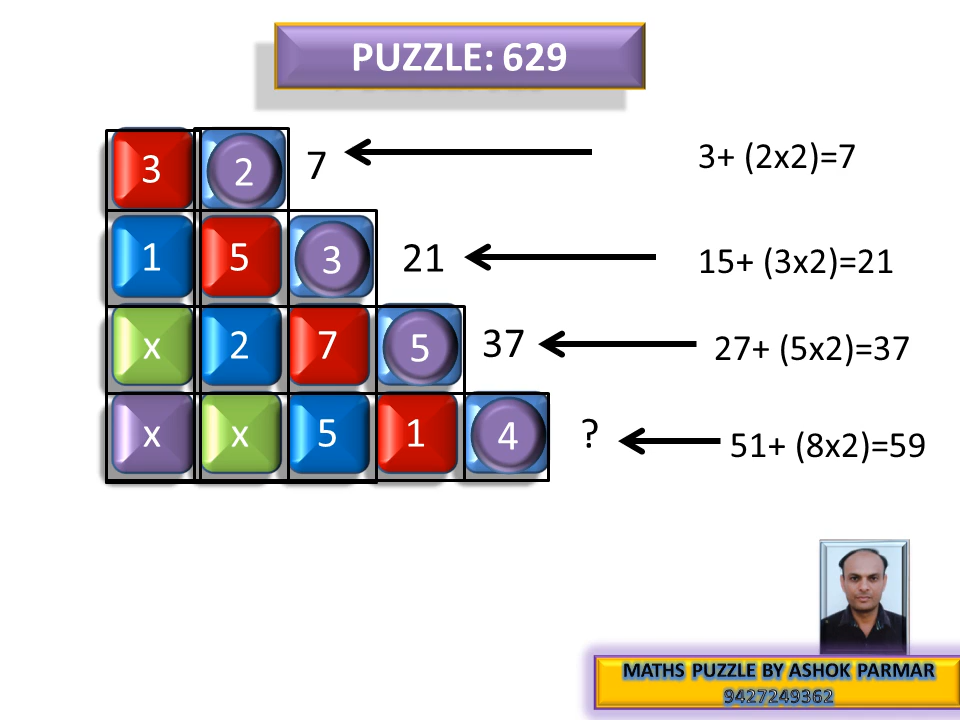 PUZZLE: 629
3 2 7 3+ (2x2)=7
1 5 3 21 15+ (3x2)=21
x 2 7 5 37 27+ (5x2)=37
x x 5 1 4 ? 51+ (8x2)=59
MATHS PUZZLE BY ASHOK PARMAR
9427249362